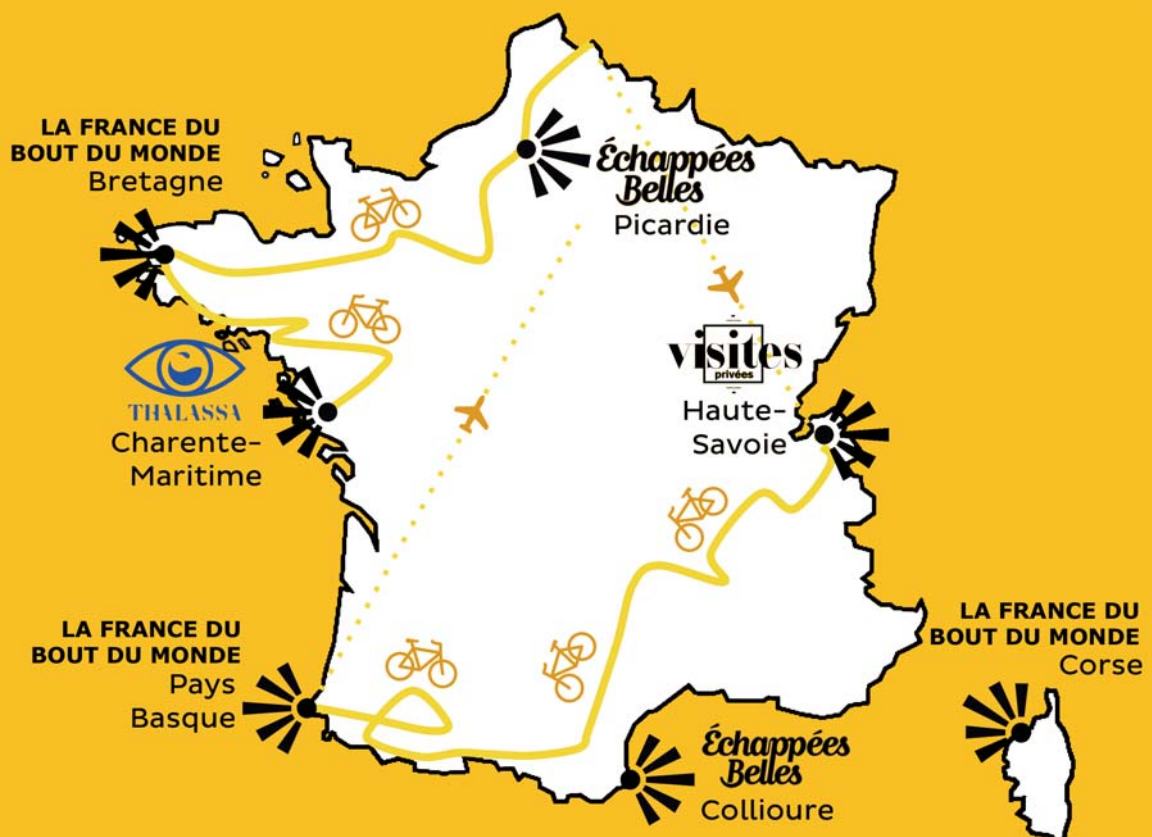 LA FRANCE DU
BOUT DU MONDE
Bretagne
Échappées
Belles
Picardie
visites
privées
Haute-
Savoie
THALASSA
Charente-
Maritime
LA FRANCE DU
BOUT DU MONDE
Pays
Basque
LA FRANCE DU
BOUT DU MONDE
Corse
Échappées
Belles
Collioure